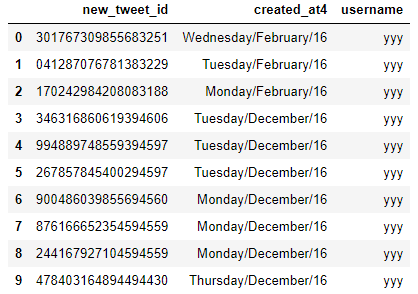 new_tweet_id created_at4 username
0 301767309855683251 Wednesday/February/16 yyy
1 041287076781383229 Tuesday/February/16 yyy
2 170242984208083188 Monday/February/16 yyy
3 346316860619394606 Tuesday/December/16 yyy
4 994889748559394597 Tuesday/December/16 yyy
5 267857845400294597 Tuesday/December/16 yyy
6 900486039855694560 Monday/December/16 yyy
7 876166652354594559 Monday/December/16 yyy
8 244167927104594559 Monday/December/16 yyy
9 478403164894494430 Thursday/December/16 yyy